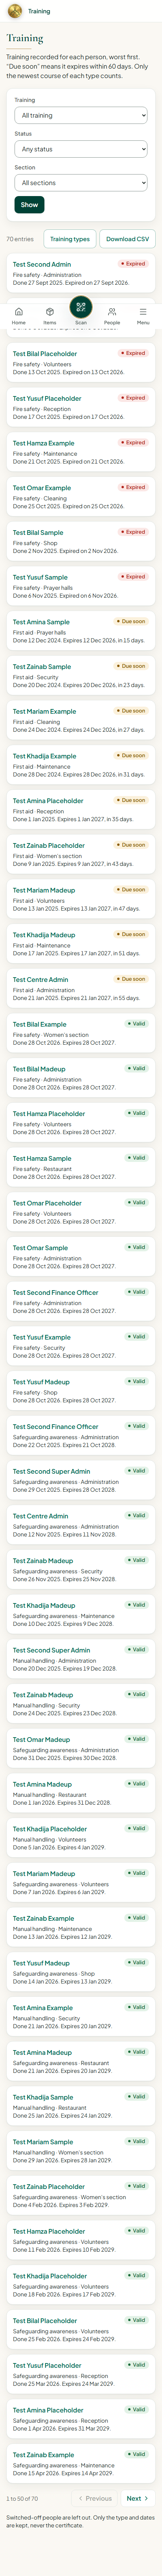 Training
Training
Training recorded for each person, worst first.
"Due soon" means it expires within 60 days. Only
the newest course of each type counts.
Training
All training
Status
Any status
Section
All sections
Show
70 entries
Training types
Download CSV
Test Second Admin
Expired
Fire safety · Administration
Done 27 Sept 2025. Expired on 27 Sept 2026.
Home
Items
Scan
People
Menu
Test Bilal Placeholder
Expired
Fire safety · Volunteers
Done 13 Oct 2025. Expired on 13 Oct 2026.
Test Yusuf Placeholder
Expired
Fire safety · Reception
Done 17 Oct 2025. Expired on 17 Oct 2026.
Test Hamza Example
Expired
Fire safety · Maintenance
Done 21 Oct 2025. Expired on 21 Oct 2026.
Test Omar Example
Expired
Fire safety · Cleaning
Done 25 Oct 2025. Expired on 25 Oct 2026.
Test Bilal Sample
Expired
Fire safety · Shop
Done 2 Nov 2025. Expired on 2 Nov 2026.
Test Yusuf Sample
Expired
Fire safety · Prayer halls
Done 6 Nov 2025. Expired on 6 Nov 2026.
Test Amina Sample
Due soon
First aid · Prayer halls
Done 12 Dec 2024. Expires 12 Dec 2026, in 15 days.
Test Zainab Sample
Due soon
First aid · Security
Done 20 Dec 2024. Expires 20 Dec 2026, in 23 days.
Test Mariam Example
Due soon
First aid · Cleaning
Done 24 Dec 2024. Expires 24 Dec 2026, in 27 days.
Test Khadija Example
Due soon
First aid · Maintenance
Done 28 Dec 2024. Expires 28 Dec 2026, in 31 days.
Test Amina Placeholder
Due soon
First aid · Reception
Done 1 Jan 2025. Expires 1 Jan 2027, in 35 days.
Test Zainab Placeholder
Due soon
First aid · Women's section
Done 9 Jan 2025. Expires 9 Jan 2027, in 43 days.
Test Mariam Madeup
Due soon
First aid · Volunteers
Done 13 Jan 2025. Expires 13 Jan 2027, in 47 days.
Test Khadija Madeup
Due soon
First aid · Maintenance
Done 17 Jan 2025. Expires 17 Jan 2027, in 51 days.
Test Centre Admin
Due soon
First aid · Administration
Done 21 Jan 2025. Expires 21 Jan 2027, in 55 days.
Test Bilal Example
Valid
Fire safety · Women's section
Done 28 Oct 2026. Expires 28 Oct 2027.
Test Bilal Madeup
Valid
Fire safety · Administration
Done 28 Oct 2026. Expires 28 Oct 2027.
Test Hamza Placeholder
Valid
Fire safety · Volunteers
Done 28 Oct 2026. Expires 28 Oct 2027.
Test Hamza Sample
Valid
Fire safety · Restaurant
Done 28 Oct 2026. Expires 28 Oct 2027.
Test Omar Placeholder
Valid
Fire safety · Volunteers
Done 28 Oct 2026. Expires 28 Oct 2027.
Test Omar Sample
Valid
Fire safety · Administration
Done 28 Oct 2026. Expires 28 Oct 2027.
Test Second Finance Officer
Valid
Fire safety · Administration
Done 28 Oct 2026. Expires 28 Oct 2027.
Test Yusuf Example
Valid
Fire safety · Security
Done 28 Oct 2026. Expires 28 Oct 2027.
Test Yusuf Madeup
Valid
Fire safety · Shop
Done 28 Oct 2026. Expires 28 Oct 2027.
Test Second Finance Officer
Valid
Safeguarding awareness · Administration
Done 22 Oct 2025. Expires 21 Oct 2028.
Test Second Super Admin
Valid
Safeguarding awareness · Administration
Done 29 Oct 2025. Expires 28 Oct 2028.
Test Centre Admin
Valid
Safeguarding awareness · Administration
Done 12 Nov 2025. Expires 11 Nov 2028.
Test Zainab Madeup
Valid
Safeguarding awareness · Security
Done 26 Nov 2025. Expires 25 Nov 2028.
Test Khadija Madeup
Valid
Safeguarding awareness · Maintenance
Done 10 Dec 2025. Expires 9 Dec 2028.
Test Second Super Admin
Valid
Manual handling · Administration
Done 20 Dec 2025. Expires 19 Dec 2028.
Test Zainab Madeup
Valid
Manual handling · Security
Done 24 Dec 2025. Expires 23 Dec 2028.
Test Omar Madeup
Valid
Safeguarding awareness · Administration
Done 31 Dec 2025. Expires 30 Dec 2028.
Test Amina Madeup
Valid
Manual handling · Restaurant
Done 1 Jan 2026. Expires 31 Dec 2028.
Test Khadija Placeholder
Valid
Manual handling · Volunteers
Done 5 Jan 2026. Expires 4 Jan 2029.
Test Mariam Madeup
Valid
Safeguarding awareness · Volunteers
Done 7 Jan 2026. Expires 6 Jan 2029.
Test Zainab Example
Valid
Manual handling · Maintenance
Done 13 Jan 2026. Expires 12 Jan 2029.
Test Yusuf Madeup
Valid
Safeguarding awareness · Shop
Done 14 Jan 2026. Expires 13 Jan 2029.
Test Amina Example
Valid
Manual handling · Security
Done 21 Jan 2026. Expires 20 Jan 2029.
Test Amina Madeup
Valid
Safeguarding awareness · Restaurant
Done 21 Jan 2026. Expires 20 Jan 2029.
Test Khadija Sample
Valid
Manual handling · Restaurant
Done 25 Jan 2026. Expires 24 Jan 2029.
Test Mariam Sample
Valid
Manual handling · Women's section
Done 29 Jan 2026. Expires 28 Jan 2029.
Test Zainab Placeholder
Valid
Safeguarding awareness · Women's section
Done 4 Feb 2026. Expires 3 Feb 2029.
Test Hamza Placeholder
Valid
Safeguarding awareness · Volunteers
Done 11 Feb 2026. Expires 10 Feb 2029.
Test Khadija Placeholder
Valid
Safeguarding awareness · Volunteers
Done 18 Feb 2026. Expires 17 Feb 2029.
Test Bilal Placeholder
Valid
Safeguarding awareness · Volunteers
Done 25 Feb 2026. Expires 24 Feb 2029.
Test Yusuf Placeholder
Valid
Safeguarding awareness · Reception
Done 25 Mar 2026. Expires 24 Mar 2029.
Test Amina Placeholder
Valid
Safeguarding awareness · Reception
Done 1 Apr 2026. Expires 31 Mar 2029.
Test Zainab Example
Valid
Safeguarding awareness · Maintenance
Done 15 Apr 2026. Expires 14 Apr 2029.
1 to 50 of 70
Previous
Next
Switched-off people are left out. Only the type and dates
are kept, never the certificate.